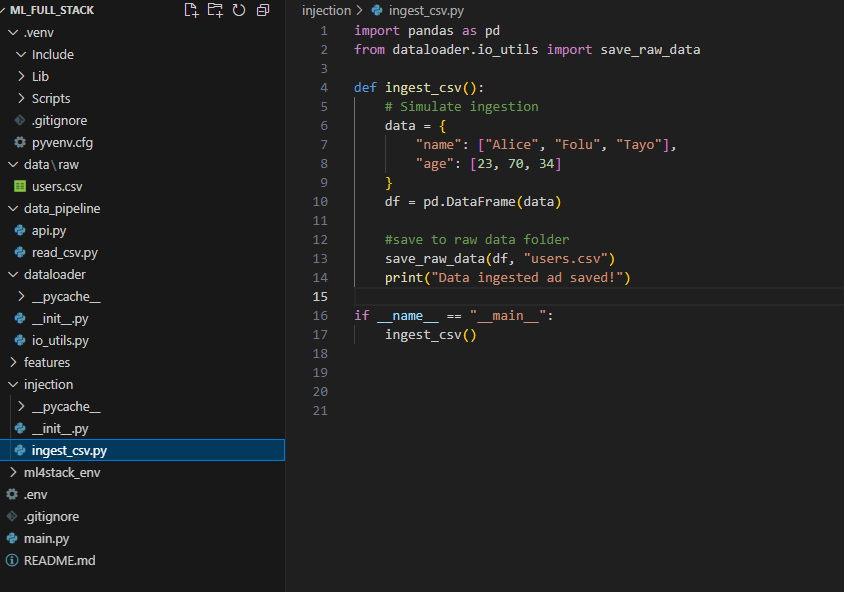 ML_FULL_STACK
.venv
Include
Lib
Scripts
.gitignore
pyvenv.cfg
data\raw
users.csv
data_pipeline
api.py
read_csv.py
dataloader
__pycache__
__init__.py
io_utils.py
features
injection
__pycache__
__init__.py
ingest_csv.py
ml4stack_env
.env
.gitignore
main.py
README.md
injection > ingest_csv.py
1 import pandas as pd
2 from dataloader.io_utils import save_raw_data
3
4 def ingest_csv():
5     # Simulate ingestion
6     data = {
7         "name": ["Alice", "Folu", "Tayo"],
8         "age": [23, 70, 34]
9     }
10     df = pd.DataFrame(data)
11
12     #save to raw data folder
13     save_raw_data(df, "users.csv")
14     print("Data ingested ad saved!")
15
16 if __name__ == "__main__":
17     ingest_csv()
18
19
20
21